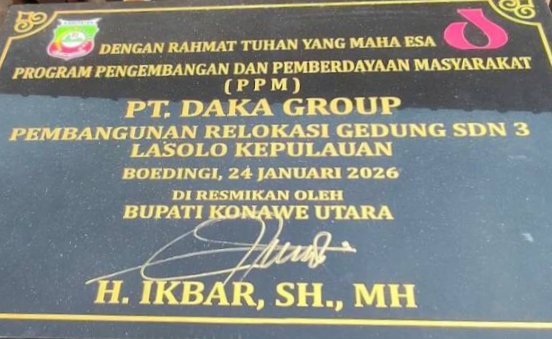 DENGAN RAHMAT TUHAN YANG MAHA ESA
PROGRAM PENGEMBANGAN DAN PEMBERDAYAAN MASYARAKAT
( P P M )
PT. DAKA GROUP
PEMBANGUNAN RELOKASI GEDUNG SDN 3
LASOLO KEPULAUAN
BOEDINGI, 24 JANUARI 2026
DI RESMIKAN OLEH
BUPATI KONAWE UTARA
H. IKBAR, SH., MH